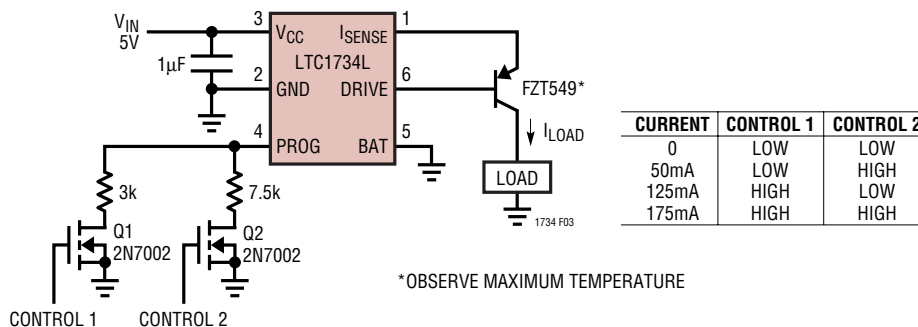 VIN
5V
1µF
3
VCC
2
GND
4
PROG
LTC1734L
1
ISENSE
6
DRIVE
5
BAT
FZT549*
ILOAD
LOAD
1734 F03
3k
7.5k
Q1
2N7002
Q2
2N7002
CONTROL 1
CONTROL 2
*OBSERVE MAXIMUM TEMPERATURE
CURRENT CONTROL 1 CONTROL 2
0 LOW LOW
50mA LOW HIGH
125mA HIGH LOW
175mA HIGH HIGH